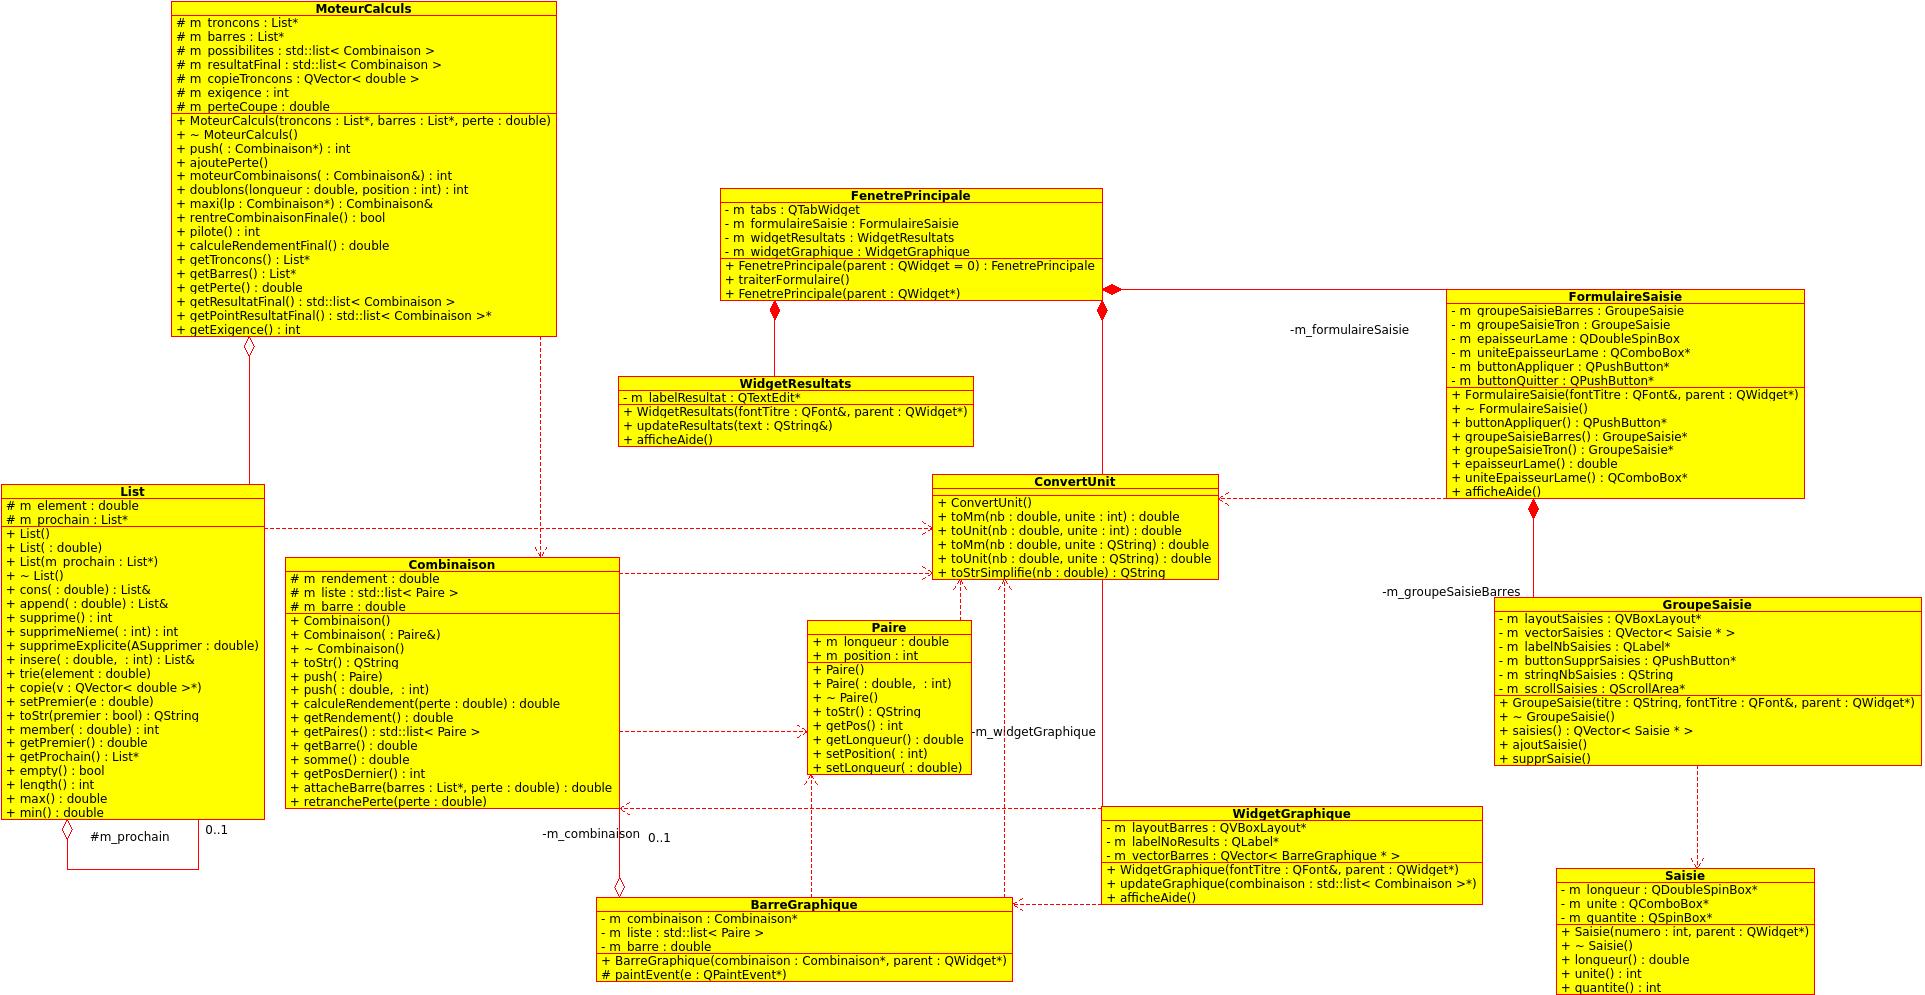 MoteurCalculs
# m_troncons : List*
# m_barres : List*
# m_possibilites : std::list< Combinaison >
# m_resultatFinal : std::list< Combinaison >
# m_copieTroncons : QVector< double >
# m_exigence : int
# m_perteCoupe : double
+ MoteurCalculs(troncons : List*, barres : List*, perte : double)
+ ~ MoteurCalculs()
+ push( : Combinaison*) : int
+ ajoutePerte()
+ moteurCombinaisons( : Combinaison&) : int
+ doublons(longueur : double, position : int) : int
+ maxi(lp : Combinaison*) : Combinaison&
+ rentreCombinaisonFinale() : bool
+ pilote() : int
+ calculeRendementFinal() : double
+ getTroncons() : List*
+ getBarres() : List*
+ getPerte() : double
+ getResultatFinal() : std::list< Combinaison >
+ getPointResultatFinal() : std::list< Combinaison >*
+ getExigence() : int
FenetrePrincipale
- m_tabs : QTabWidget
- m_formulaireSaisie : FormulaireSaisie
- m_widgetResultats : WidgetResultats
- m_widgetGraphique : WidgetGraphique
+ FenetrePrincipale(parent : QWidget = 0) : FenetrePrincipale
+ traiterFormulaire()
+ FenetrePrincipale(parent : QWidget*)
-m_formulaireSaisie
FormulaireSaisie
- m_groupeSaisieBarres : GroupeSaisie
- m_groupeSaisieTron : GroupeSaisie
- m_epaisseurLame : QDoubleSpinBox
- m_uniteEpaisseurLame : QComboBox*
- m_buttonAppliquer : QPushButton*
- m_buttonQuitter : QPushButton*
+ FormulaireSaisie(fontTitre : QFont&, parent : QWidget*)
+ ~ FormulaireSaisie()
+ buttonAppliquer() : QPushButton*
+ groupeSaisieBarres() : GroupeSaisie*
+ groupeSaisieTron() : GroupeSaisie*
+ epaisseurLame() : double
+ uniteEpaisseurLame() : QComboBox*
+ afficheAide()
WidgetResultats
- m_labelResultat : QTextEdit*
+ WidgetResultats(fontTitre : QFont&, parent : QWidget*)
+ updateResultats(text : QString&)
+ afficheAide()
List
# m_element : double
# m_prochain : List*
+ List()
+ List( : double)
+ List(m_prochain : List*)
+ ~ List()
+ cons( : double) : List&
+ append( : double) : List&
+ supprime() : int
+ supprimeNieme( : int) : int
+ supprimeExplicite(ASupprimer : double)
+ insere( : double,  : int) : List&
+ trie(element : double)
+ copie(v : QVector< double >*)
+ setPremier(e : double)
+ toStr(premier : bool) : QString
+ member( : double) : int
+ getPremier() : double
+ getProchain() : List*
+ empty() : bool
+ length() : int
+ max() : double
+ min() : double
#m_prochain
0..1
ConvertUnit
+ ConvertUnit()
+ toMm(nb : double, unite : int) : double
+ toUnit(nb : double, unite : int) : double
+ toMm(nb : double, unite : QString) : double
+ toUnit(nb : double, unite : QString) : double
+ toStrSimplifie(nb : double) : QString
Combinaison
# m_rendement : double
# m_liste : std::list< Paire >
# m_barre : double
+ Combinaison()
+ Combinaison( : Paire&)
+ ~ Combinaison()
+ toStr() : QString
+ push( : Paire)
+ push( : double,  : int)
+ calculeRendement(perte : double) : double
+ getRendement() : double
+ getPaires() : std::list< Paire >
+ getBarre() : double
+ somme() : double
+ getPosDernier() : int
+ attacheBarre(barres : List*, perte : double) : double
+ retranchePerte(perte : double)
-m_combinaison
0..1
Paire
+ m_longueur : double
+ m_position : int
+ Paire()
+ Paire( : double,  : int)
+ ~ Paire()
+ toStr() : QString
+ getPos() : int
+ getLongueur() : double
+ setPosition( : int)
+ setLongueur( : double)
-m_widgetGraphique
-m_groupeSaisieBarres
GroupeSaisie
- m_layoutSaisies : QVBoxLayout*
- m_vectorSaisies : QVector< Saisie * >
- m_labelNbSaisies : QLabel*
- m_buttonSupprSaisies : QPushButton*
- m_stringNbSaisies : QString
- m_scrollSaisies : QScrollArea*
+ GroupeSaisie(titre : QString, fontTitre : QFont&, parent : QWidget*)
+ ~ GroupeSaisie()
+ saisies() : QVector< Saisie * >
+ ajoutSaisie()
+ supprSaisie()
WidgetGraphique
- m_layoutBarres : QVBoxLayout*
- m_labelNoResults : QLabel*
- m_vectorBarres : QVector< BarreGraphique * >
+ WidgetGraphique(fontTitre : QFont&, parent : QWidget*)
+ updateGraphique(combinaison : std::list< Combinaison >*)
+ afficheAide()
BarreGraphique
- m_combinaison : Combinaison*
- m_liste : std::list< Paire >
- m_barre : double
+ BarreGraphique(combinaison : Combinaison*, parent : QWidget*)
# paintEvent(e : QPaintEvent*)
Saisie
- m_longueur : QDoubleSpinBox*
- m_unite : QComboBox*
- m_quantite : QSpinBox*
+ Saisie(numero : int, parent : QWidget*)
+ ~ Saisie()
+ longueur() : double
+ unite() : int
+ quantite() : int